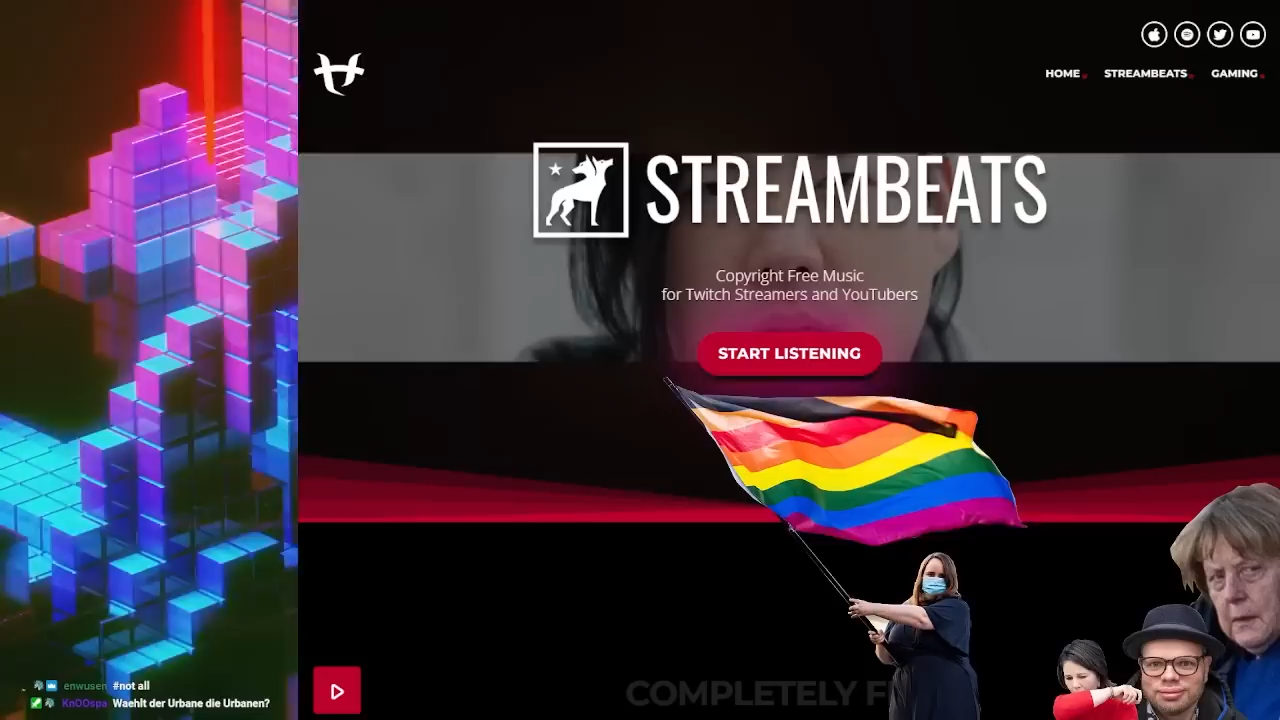 HOME
STREAMBEATS
GAMING
STREAMBEATS
Copyright Free Music
for Twitch Streamers and YouTubers
START LISTENING
COMPLETELY F
enwusen #not all
KnOOspa Waehlt der Urbane die Urbanen?